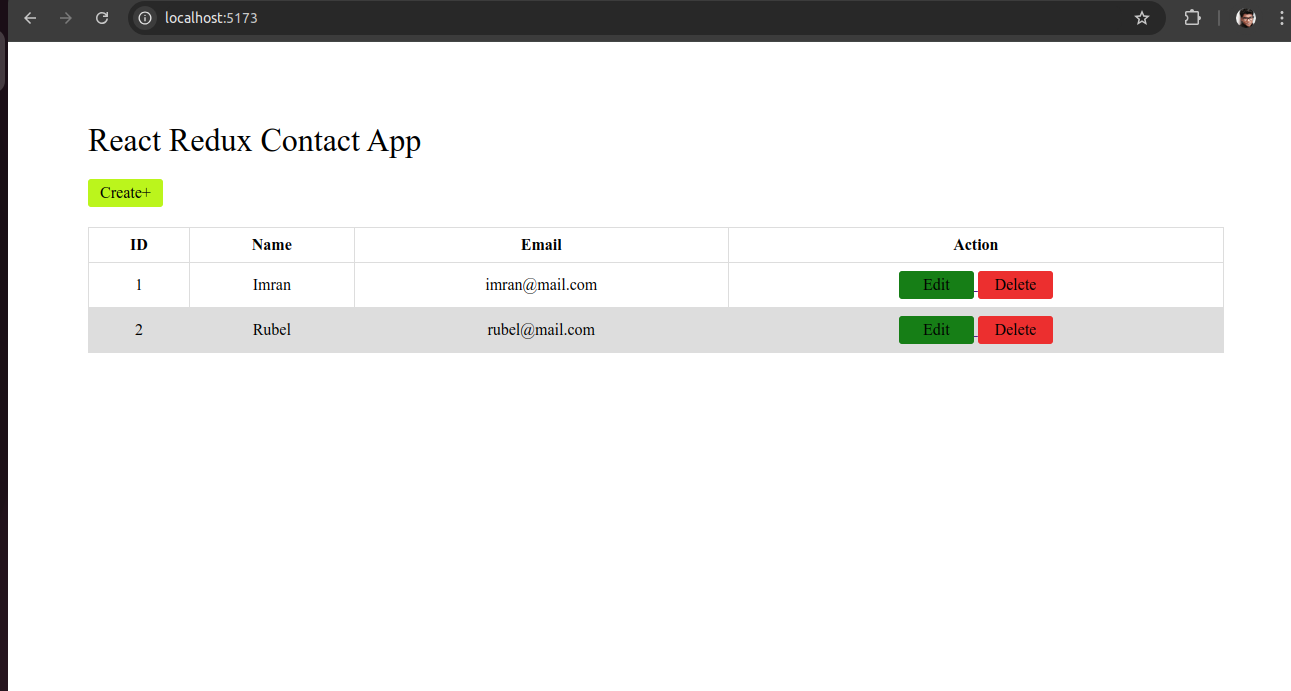 localhost:5173
React Redux Contact App
Create+
ID Name Email Action
1 Imran imran@mail.com Edit Delete
2 Rubel rubel@mail.com Edit Delete